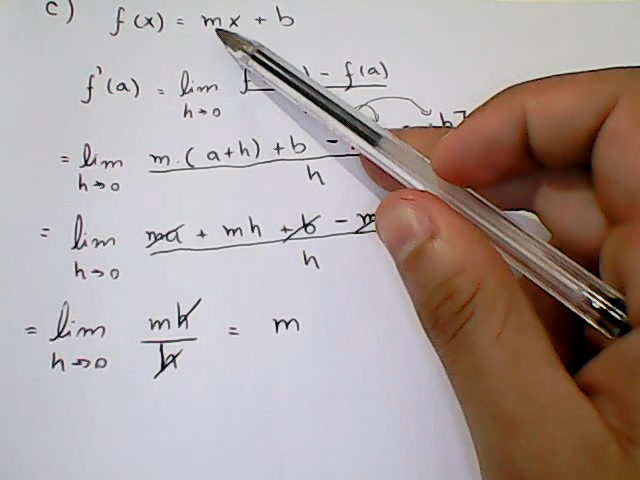 c) f(x) = mx + b
f'(a) = lim h→0 f ) - f(a)
= lim h→0 m.(a+h) + b - b] / h
= lim h→0 ma + mh + b - m / h
= lim h→0 mh / h = m